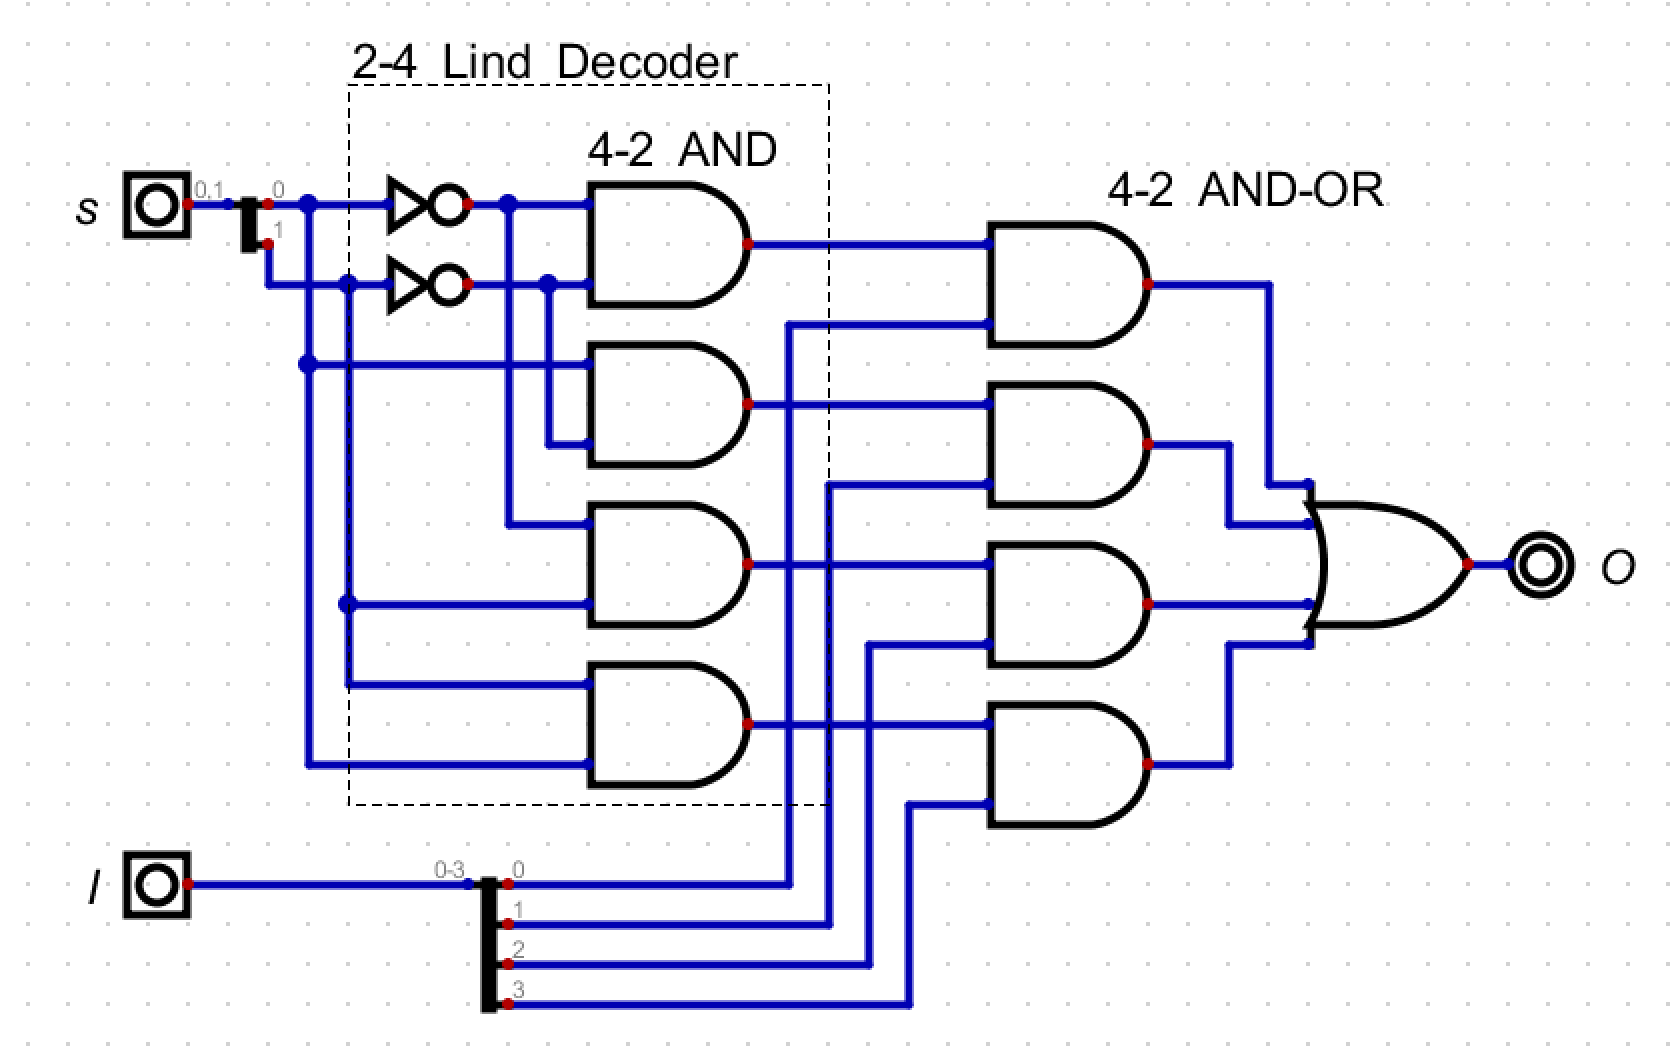 2-4 Lind Decoder
4-2 AND
4-2 AND-OR
s
0,1
0
1
O
I
0-3
0
1
2
3